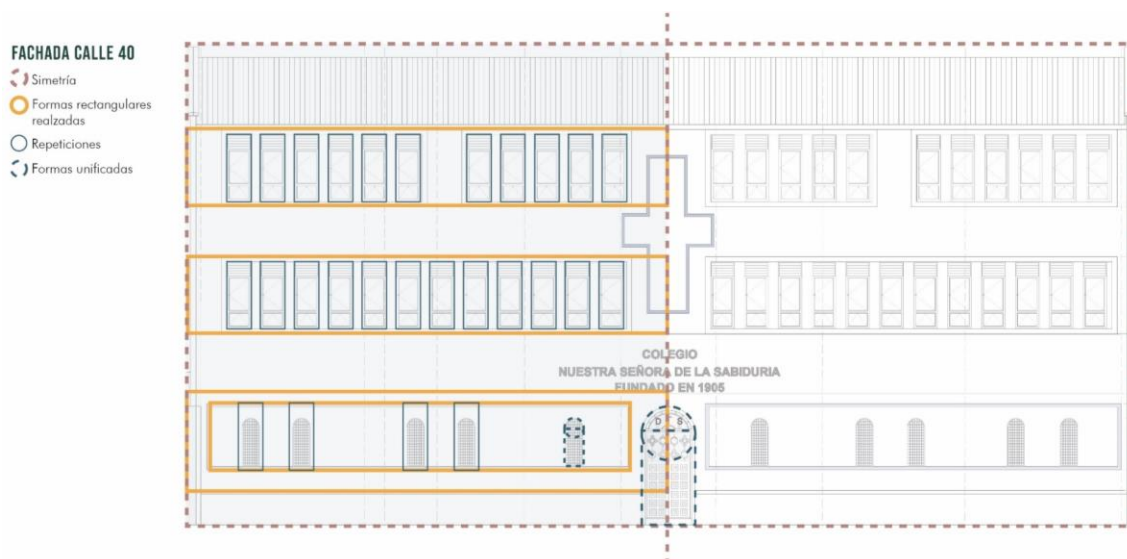 FACHADA CALLE 40
Simetría
Formas rectangulares
realzadas
Repeticiones
Formas unificadas
COLEGIO
NUESTRA SEÑORA DE LA SABIDURIA
FUNDADO EN 1905
D S